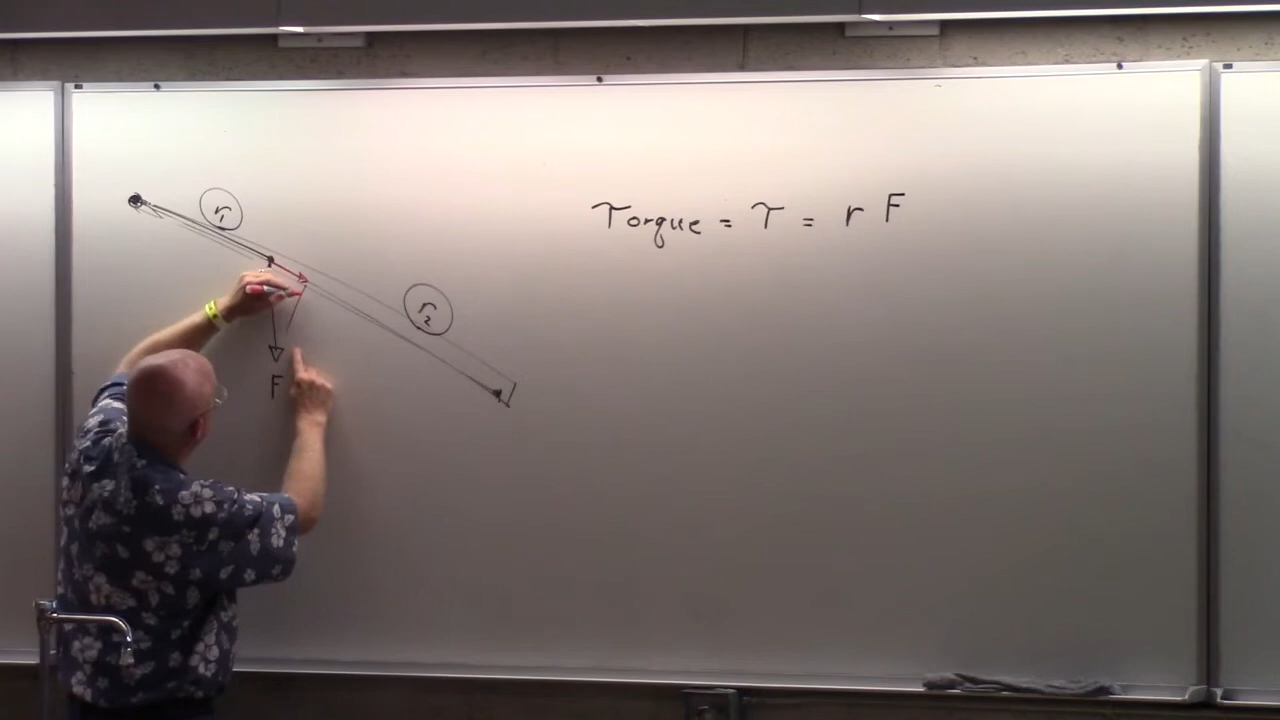 r₁
Torque = τ = r F
r₂
F